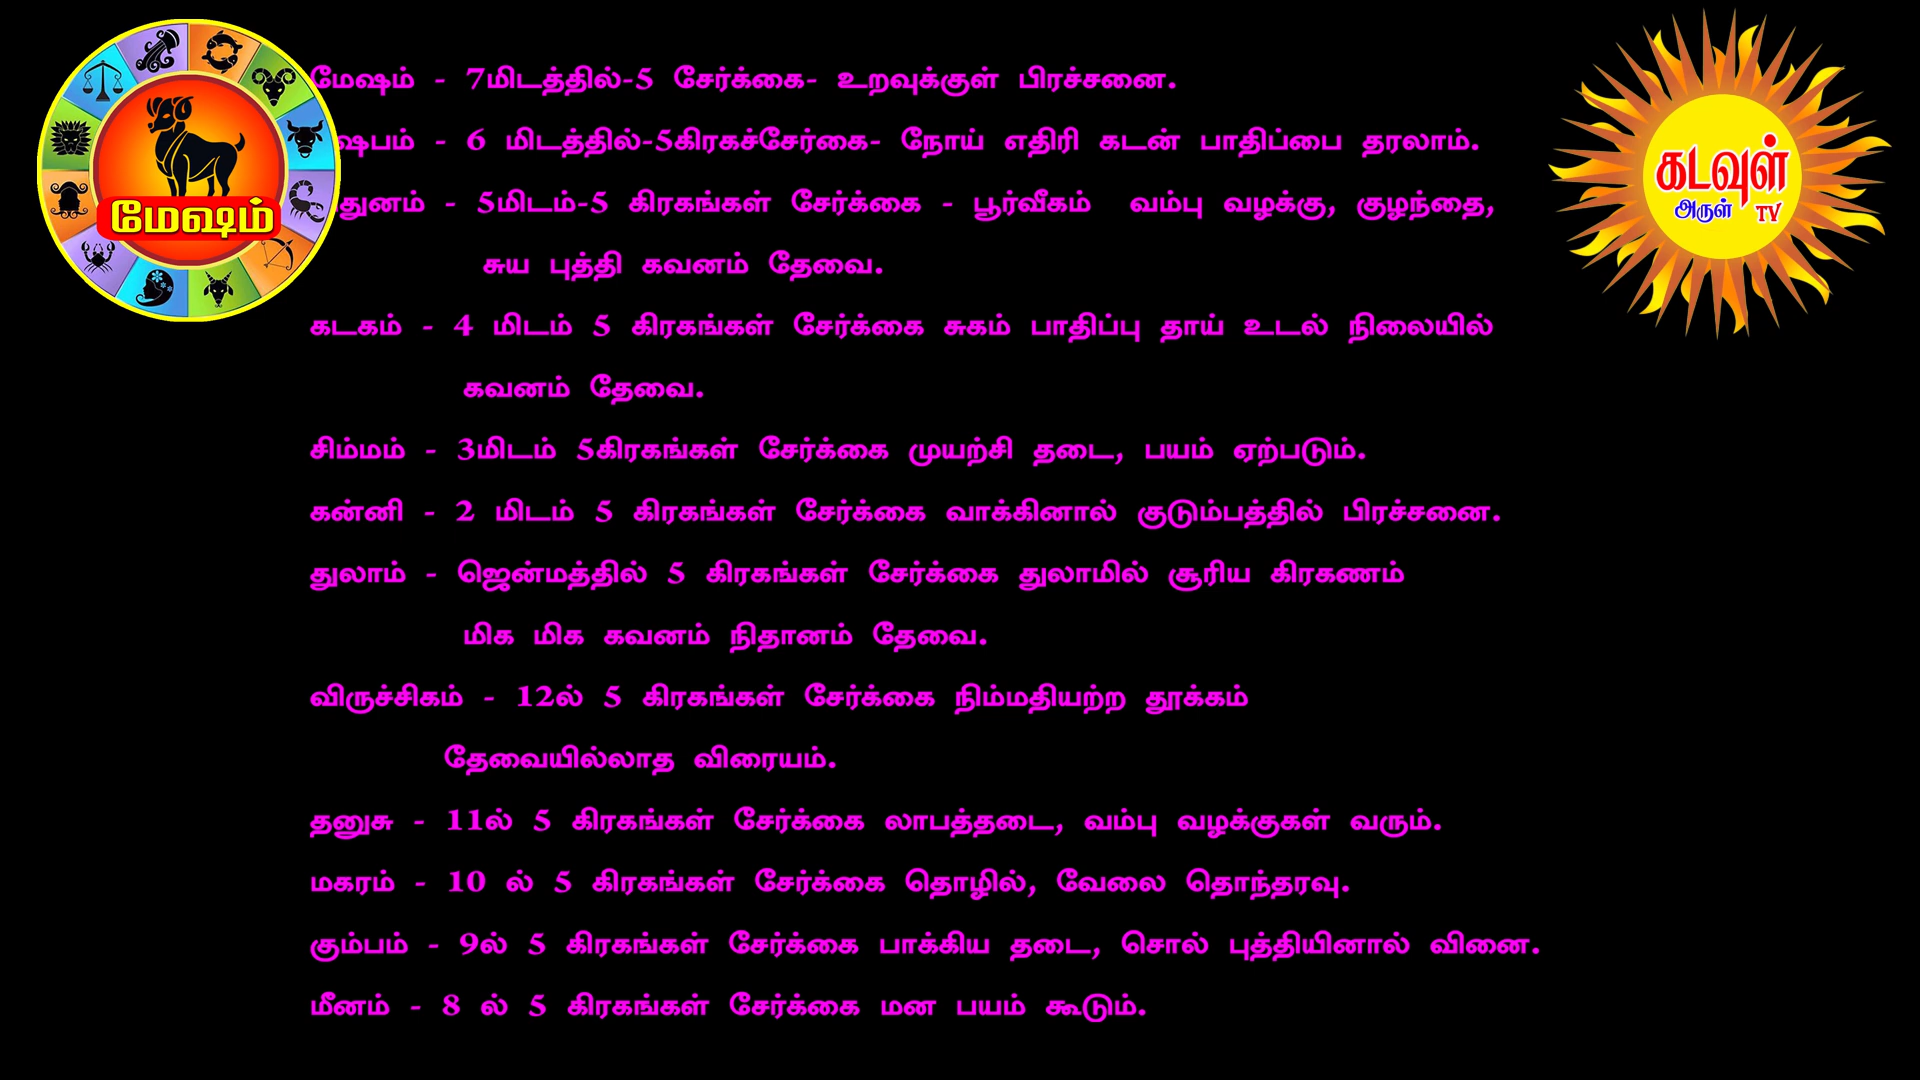 மேஷம் - 7மிடத்தில்-5 சேர்க்கை- உறவுக்குள் பிரச்சனை.
ஷபம் - 6 மிடத்தில்-5கிரகச்சேர்கை- நோய் எதிரி கடன் பாதிப்பை தரலாம்.
துனம் - 5மிடம்-5 கிரகங்கள் சேர்க்கை - பூர்வீகம் வம்பு வழக்கு, குழந்தை,
சுய புத்தி கவனம் தேவை.
கடகம் - 4 மிடம் 5 கிரகங்கள் சேர்க்கை சுகம் பாதிப்பு தாய் உடல் நிலையில்
கவனம் தேவை.
சிம்மம் - 3மிடம் 5கிரகங்கள் சேர்க்கை முயற்சி தடை, பயம் ஏற்படும்.
கன்னி - 2 மிடம் 5 கிரகங்கள் சேர்க்கை வாக்கினால் குடும்பத்தில் பிரச்சனை.
துலாம் - ஜென்மத்தில் 5 கிரகங்கள் சேர்க்கை துலாமில் சூரிய கிரகணம்
மிக மிக கவனம் நிதானம் தேவை.
விருச்சிகம் - 12ல் 5 கிரகங்கள் சேர்க்கை நிம்மதியற்ற தூக்கம்
தேவையில்லாத விரையம்.
தனுசு - 11ல் 5 கிரகங்கள் சேர்க்கை லாபத்தடை, வம்பு வழக்குகள் வரும்.
மகரம் - 10 ல் 5 கிரகங்கள் சேர்க்கை தொழில், வேலை தொந்தரவு.
கும்பம் - 9ல் 5 கிரகங்கள் சேர்க்கை பாக்கிய தடை, சொல் புத்தியினால் வினை.
மீனம் - 8 ல் 5 கிரகங்கள் சேர்க்கை மன பயம் கூடும்.
மேஷம்
கடவுள்
அருள் TV